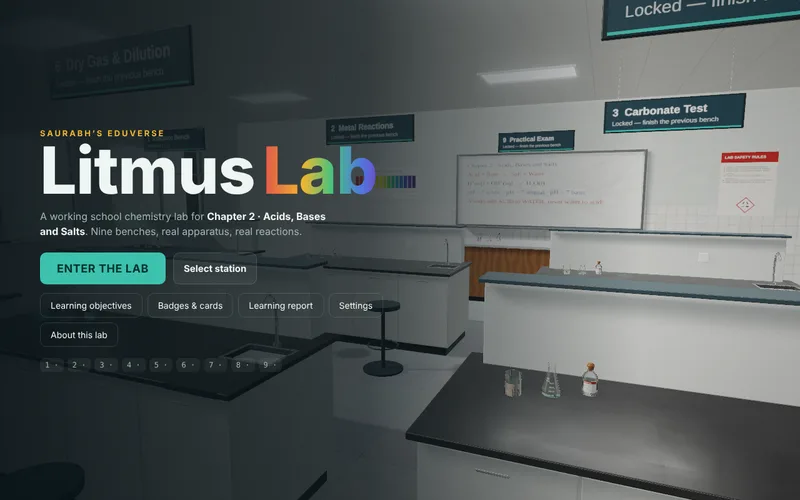 Locked — finish
6 Dry Gas & Dilution
3 Carbonate Test
Locked — finish the previous bench
2 Metal Reactions
9 Practical Exam
LAB SAFETY RULES
SAURABH'S EDUVERSE
Litmus Lab
A working school chemistry lab for Chapter 2 · Acids, Bases
and Salts. Nine benches, real apparatus, real reactions.
ENTER THE LAB
Select station
Learning objectives
Badges & cards
Learning report
Settings
About this lab
1 · 2 · 3 · 4 · 5 · 6 · 7 · 8 · 9 ·